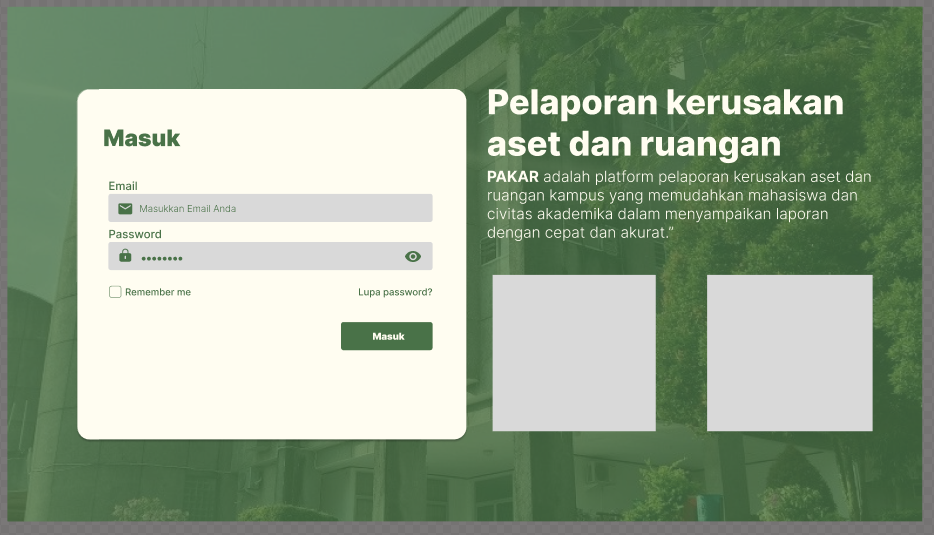 Masuk
Email
Masukkan Email Anda
Password
Remember me
Lupa password?
Masuk
Pelaporan kerusakan
aset dan ruangan
PAKAR adalah platform pelaporan kerusakan aset dan
ruangan kampus yang memudahkan mahasiswa dan
civitas akademika dalam menyampaikan laporan
dengan cepat dan akurat.”